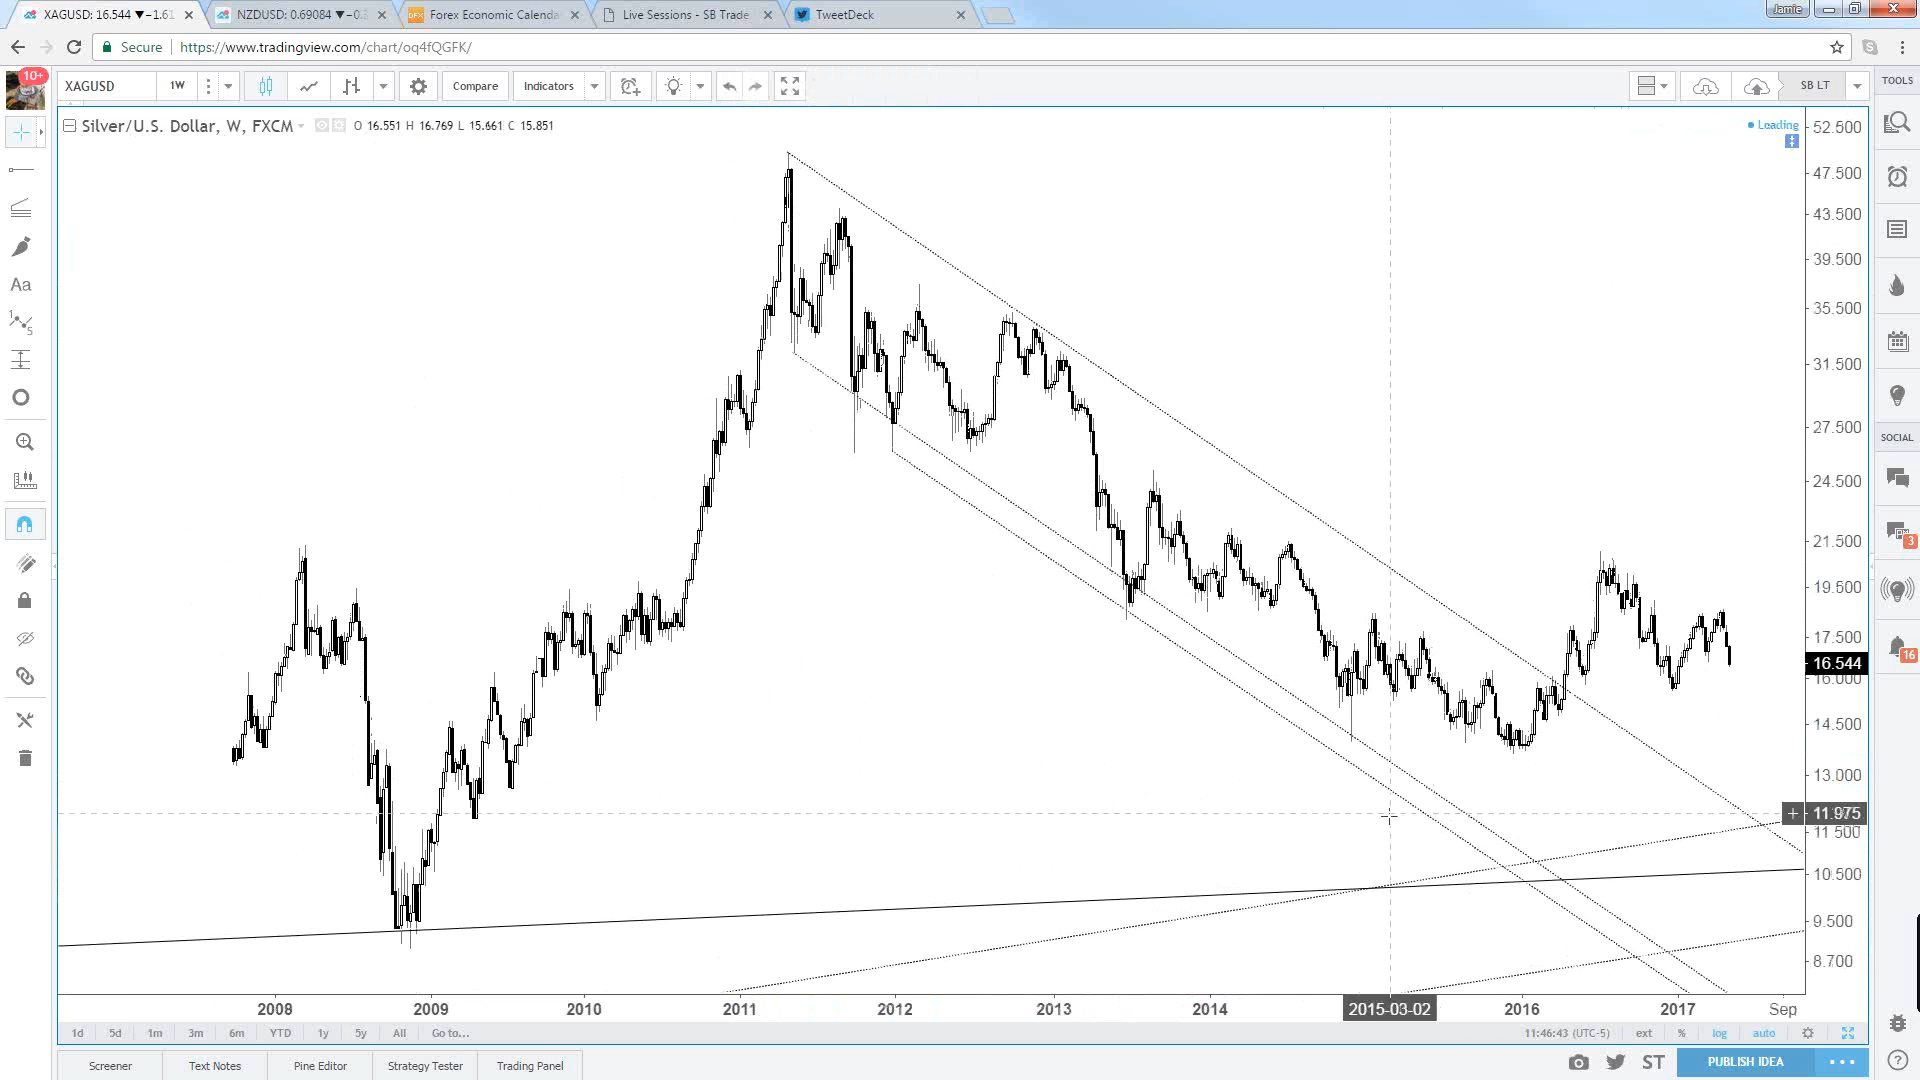 XAGUSD: 16.544 ▼−1.61
NZDUSD: 0.69084 ▼−0.
Forex Economic Calenda
Live Sessions - SB Trade
TweetDeck
Jamie
Secure
https://www.tradingview.com/chart/oq4fQGFK/
10+
XAGUSD
1W
Compare
Indicators
SB LT
TOOLS
Silver/U.S. Dollar, W, FXCM
O 16.551 H 16.769 L 15.661 C 15.851
Loading
52.500
47.500
43.500
39.500
35.500
31.500
27.500
24.500
21.500
19.500
17.500
16.544
16.000
14.500
13.000
11.975
11.500
10.500
9.500
8.700
Aa
SOCIAL
3
16
2008
2009
2010
2011
2012
2013
2014
2015-03-02
2016
2017
Sep
1d
5d
1m
3m
6m
YTD
1y
5y
All
Go to...
11:46:43 (UTC-5)
ext
%
log
auto
Screener
Text Notes
Pine Editor
Strategy Tester
Trading Panel
ST
PUBLISH IDEA